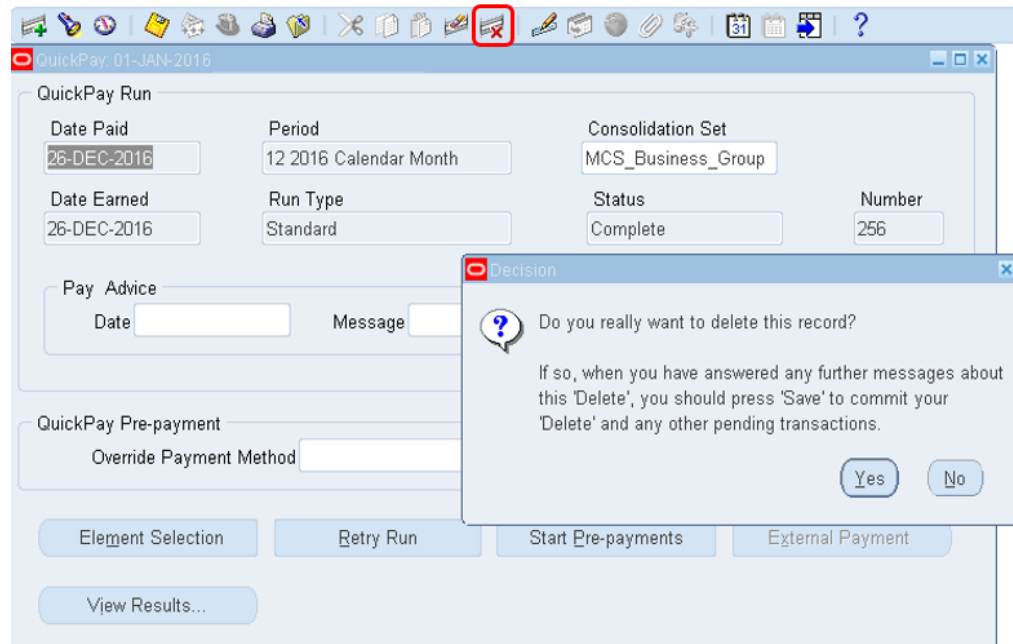 31
?
QuickPay: 01-JAN-2016
QuickPay Run
Date Paid Period Consolidation Set
26-DEC-2016 12 2016 Calendar Month MCS_Business_Group
Date Earned Run Type Status Number
26-DEC-2016 Standard Complete 256
Decision
Pay Advice
Date Message
? Do you really want to delete this record?
If so, when you have answered any further messages about
this 'Delete', you should press 'Save' to commit your
'Delete' and any other pending transactions.
QuickPay Pre-payment
Override Payment Method
Yes No
Element Selection Retry Run Start Pre-payments External Payment
View Results...